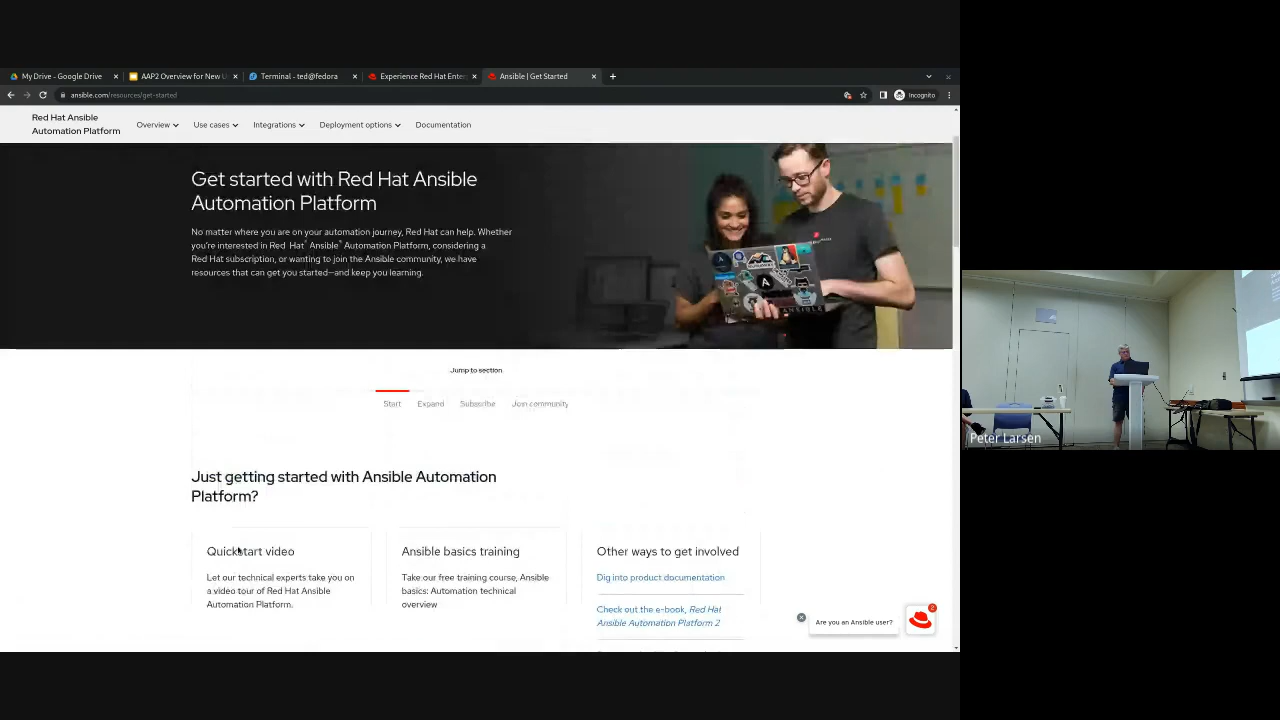 My Drive - Google Drive
AAP2 Overview for New U
Terminal - ted@fedora
Experience Red Hat Enter
Ansible | Get Started
ansible.com/resources/get-started
Incognito
Red Hat Ansible
Automation Platform
Overview
Use cases
Integrations
Deployment options
Documentation
Get started with Red Hat Ansible
Automation Platform
No matter where you are on your automation journey, Red Hat can help. Whether
you're interested in Red Hat® Ansible® Automation Platform, considering a
Red Hat subscription, or wanting to join the Ansible community, we have
resources that can get you started—and keep you learning.
A
ANSIBLE
Jump to section
Start
Expand
Subscribe
Join community
Just getting started with Ansible Automation
Platform?
Quickstart video
Let our technical experts take you on
a video tour of Red Hat Ansible
Automation Platform.
Ansible basics training
Take our free training course, Ansible
basics: Automation technical
overview
Other ways to get involved
Dig into product documentation
Check out the e-book, Red Hat
Ansible Automation Platform 2
Are you an Ansible user?
2
Peter Larsen